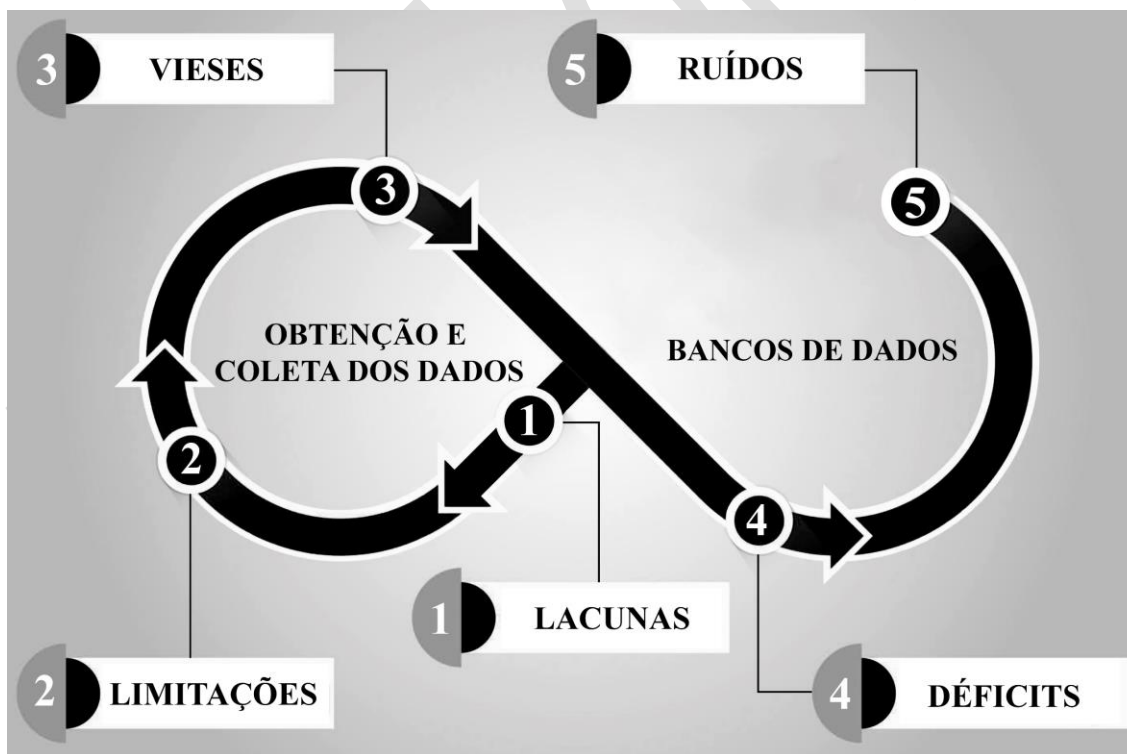 3 VIESES
5 RUÍDOS
3
5
OBTENÇÃO E
COLETA DOS DADOS
BANCOS DE DADOS
1
2
4
1 LACUNAS
2 LIMITAÇÕES
4 DÉFICITS